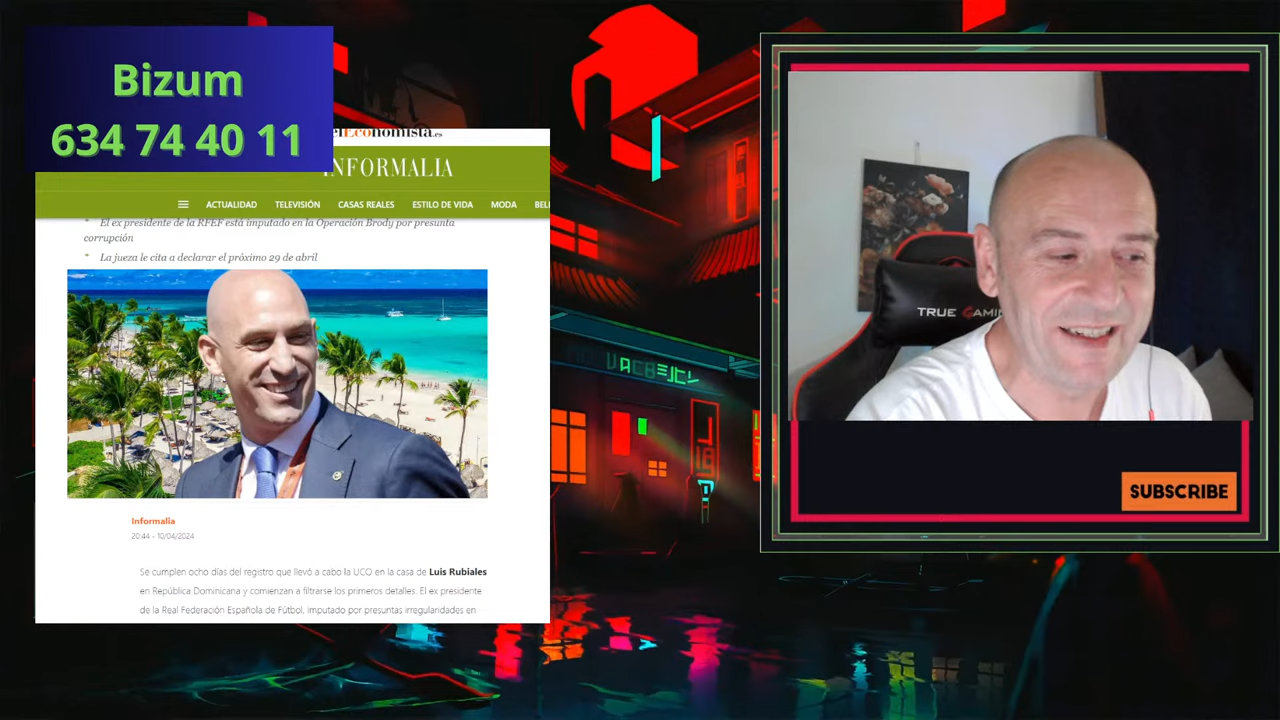 Bizum
634 74 40 11
elEconomista.es
INFORMALIA
ACTUALIDAD TELEVISIÓN CASAS REALES ESTILO DE VIDA MODA
* El ex presidente de la RFEF está imputado en la Operación Brody por presunta
corrupción
* La jueza le cita a declarar el próximo 29 de abril
Informalia
20:44 - 10/04/2024
Se cumplen ocho días del registro que llevó a cabo la UCO en la casa de Luis Rubiales
en República Dominicana y comienzan a filtrarse los primeros detalles. El ex presidente
de la Real Federación Española de Fútbol, imputado por presuntas irregularidades en
TRUE GAMIN
SUBSCRIBE